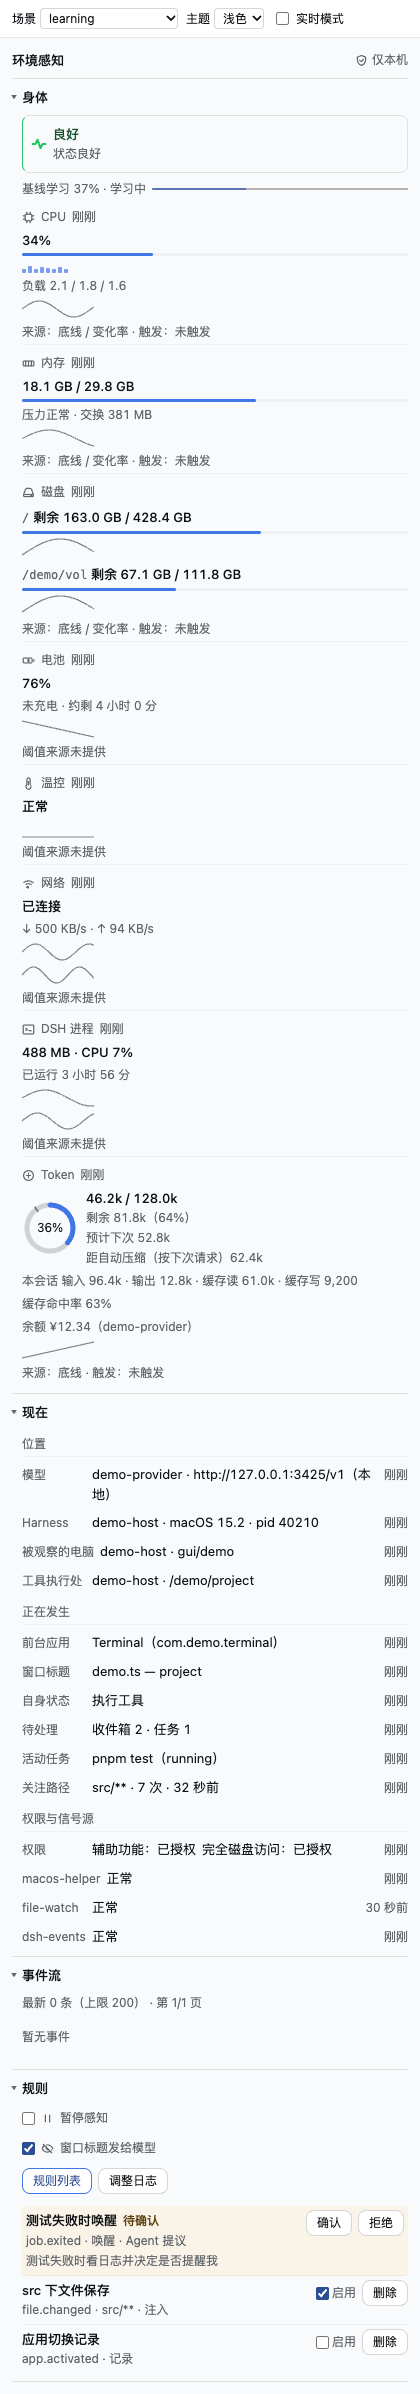 场景 learning 主题 浅色 实时模式
环境感知 仅本机
身体
良好
状态良好
基线学习 37% · 学习中
CPU 刚刚
34%
负载 2.1 / 1.8 / 1.6
来源：底线 / 变化率 · 触发：未触发
内存 刚刚
18.1 GB / 29.8 GB
压力正常 · 交换 381 MB
来源：底线 / 变化率 · 触发：未触发
磁盘 刚刚
/ 剩余 163.0 GB / 428.4 GB
/demo/vol 剩余 67.1 GB / 111.8 GB
来源：底线 / 变化率 · 触发：未触发
电池 刚刚
76%
未充电 · 约剩 4 小时 0 分
阈值来源未提供
温控 刚刚
正常
阈值来源未提供
网络 刚刚
已连接
↓ 500 KB/s · ↑ 94 KB/s
阈值来源未提供
DSH 进程 刚刚
488 MB · CPU 7%
已运行 3 小时 56 分
阈值来源未提供
Token 刚刚
36%
46.2k / 128.0k
剩余 81.8k（64%）
预计下次 52.8k
距自动压缩（按下次请求）62.4k
本会话 输入 96.4k · 输出 12.8k · 缓存读 61.0k · 缓存写 9,200
缓存命中率 63%
余额 ¥12.34（demo-provider）
来源：底线 · 触发：未触发
现在
位置
模型 demo-provider · http://127.0.0.1:3425/v1（本 刚刚
地）
Harness demo-host · macOS 15.2 · pid 40210 刚刚
被观察的电脑 demo-host · gui/demo 刚刚
工具执行处 demo-host · /demo/project 刚刚
正在发生
前台应用 Terminal（com.demo.terminal） 刚刚
窗口标题 demo.ts — project 刚刚
自身状态 执行工具 刚刚
待处理 收件箱 2 · 任务 1 刚刚
活动任务 pnpm test（running） 刚刚
关注路径 src/** · 7 次 · 32 秒前 刚刚
权限与信号源
权限 辅助功能：已授权 完全磁盘访问：已授权 刚刚
macos-helper 正常 刚刚
file-watch 正常 30 秒前
dsh-events 正常 刚刚
事件流
最新 0 条（上限 200） · 第 1/1 页
暂无事件
规则
暂停感知
窗口标题发给模型
规则列表 调整日志
测试失败时唤醒 待确认 确认 拒绝
job.exited · 唤醒 · Agent 提议
测试失败时看日志并决定是否提醒我
src 下文件保存 启用 删除
file.changed · src/** · 注入
应用切换记录 启用 删除
app.activated · 记录